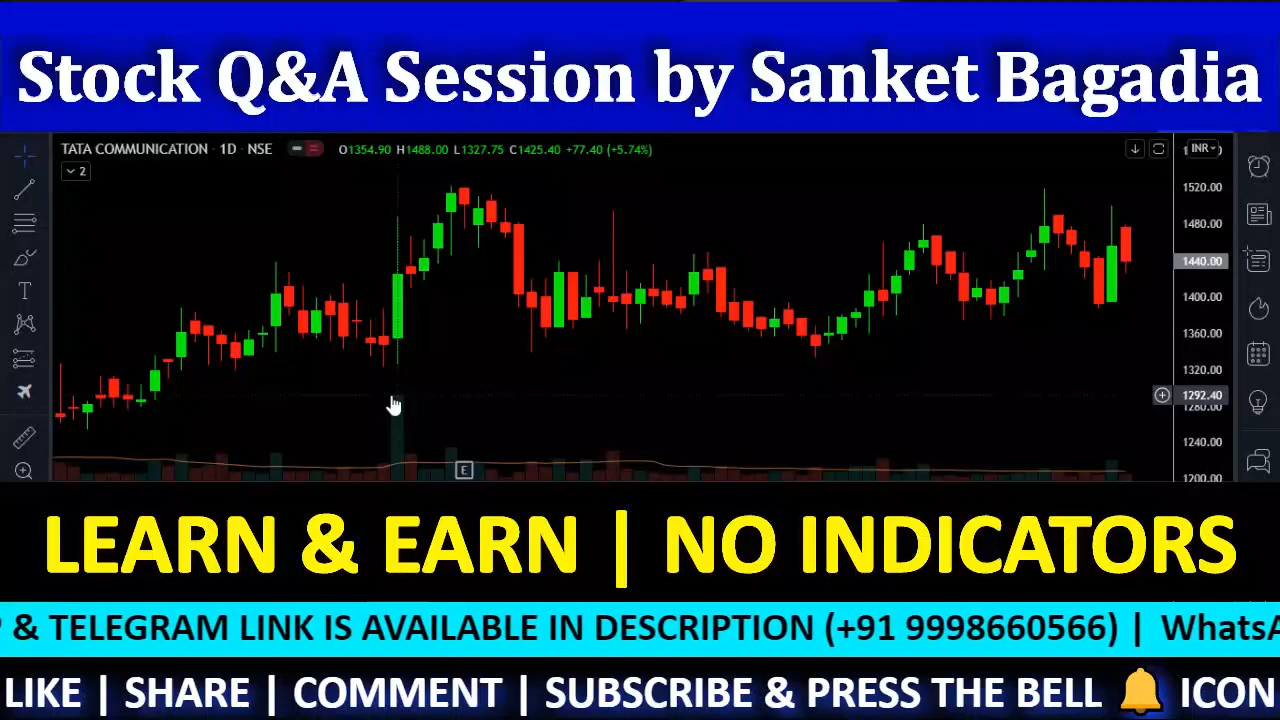 Stock Q&A Session by Sanket Bagadia
TATA COMMUNICATION · 1D · NSE O1354.90 H1488.00 L1327.75 C1425.40 +77.40 (+5.74%)
INR
2
1520.00
1480.00
1440.00
1400.00
1360.00
1320.00
1292.40
1280.00
1240.00
1200.00
E
T
LEARN & EARN | NO INDICATORS
& TELEGRAM LINK IS AVAILABLE IN DESCRIPTION (+91 9998660566) | WhatsA
LIKE | SHARE | COMMENT | SUBSCRIBE & PRESS THE BELL 🔔 ICON